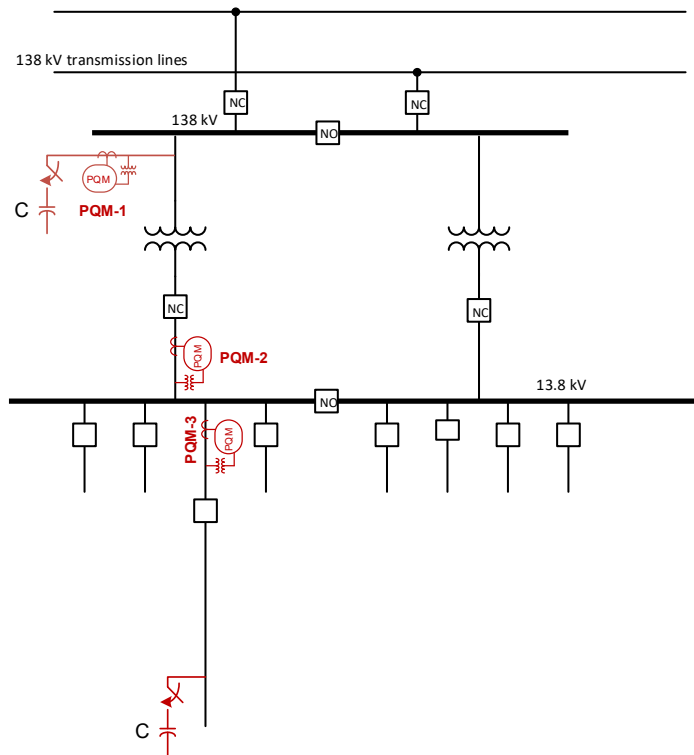 138 kV transmission lines
NC
NC
138 kV
NO
PQM
C
PQM-1
NC
NC
PQM
PQM-2
13.8 kV
NO
PQM-3
PQM
C